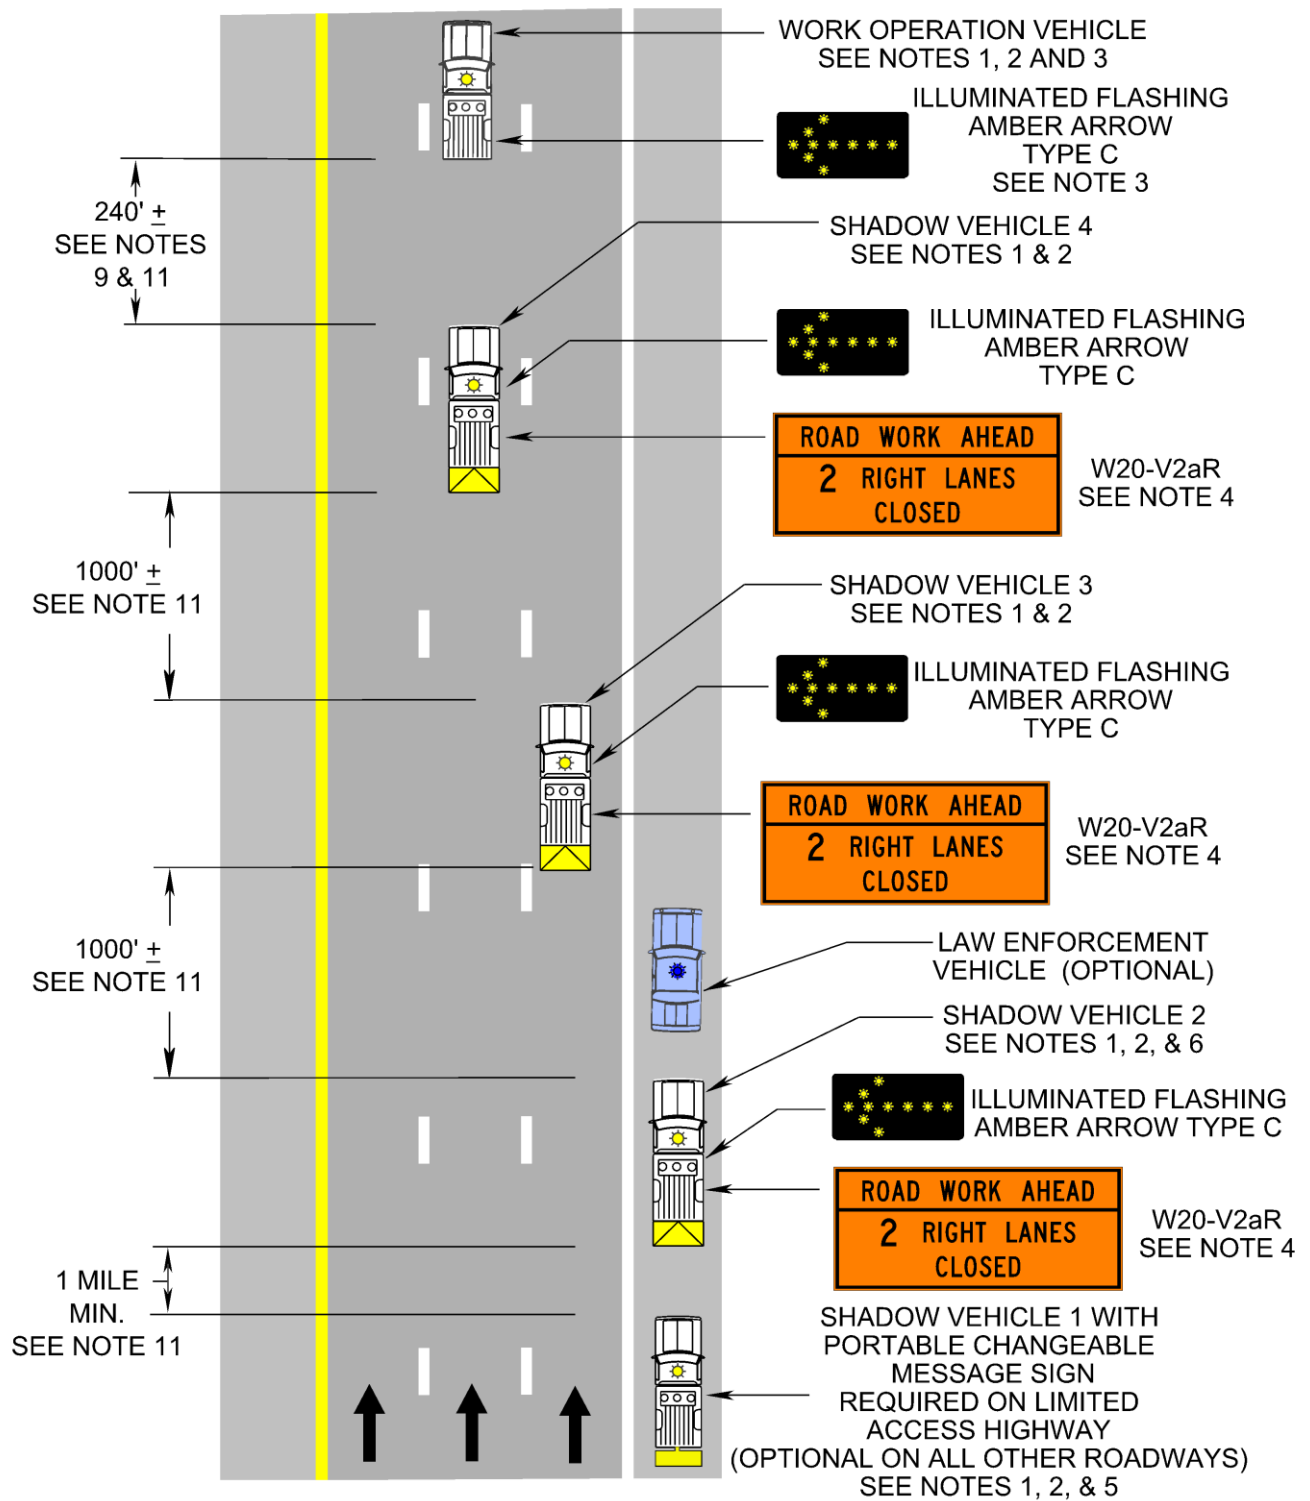 WORK OPERATION VEHICLE
SEE NOTES 1, 2 AND 3
ILLUMINATED FLASHING
AMBER ARROW
TYPE C
SEE NOTE 3
240' ±
SEE NOTES
9 & 11
SHADOW VEHICLE 4
SEE NOTES 1 & 2
ILLUMINATED FLASHING
AMBER ARROW
TYPE C
ROAD WORK AHEAD
2 RIGHT LANES
CLOSED
W20-V2aR
SEE NOTE 4
1000' ±
SEE NOTE 11
SHADOW VEHICLE 3
SEE NOTES 1 & 2
ILLUMINATED FLASHING
AMBER ARROW
TYPE C
ROAD WORK AHEAD
2 RIGHT LANES
CLOSED
W20-V2aR
SEE NOTE 4
1000' ±
SEE NOTE 11
LAW ENFORCEMENT
VEHICLE (OPTIONAL)
SHADOW VEHICLE 2
SEE NOTES 1, 2, & 6
ILLUMINATED FLASHING
AMBER ARROW TYPE C
ROAD WORK AHEAD
2 RIGHT LANES
CLOSED
W20-V2aR
SEE NOTE 4
1 MILE
MIN.
SEE NOTE 11
SHADOW VEHICLE 1 WITH
PORTABLE CHANGEABLE
MESSAGE SIGN
REQUIRED ON LIMITED
ACCESS HIGHWAY
(OPTIONAL ON ALL OTHER ROADWAYS)
SEE NOTES 1, 2, & 5